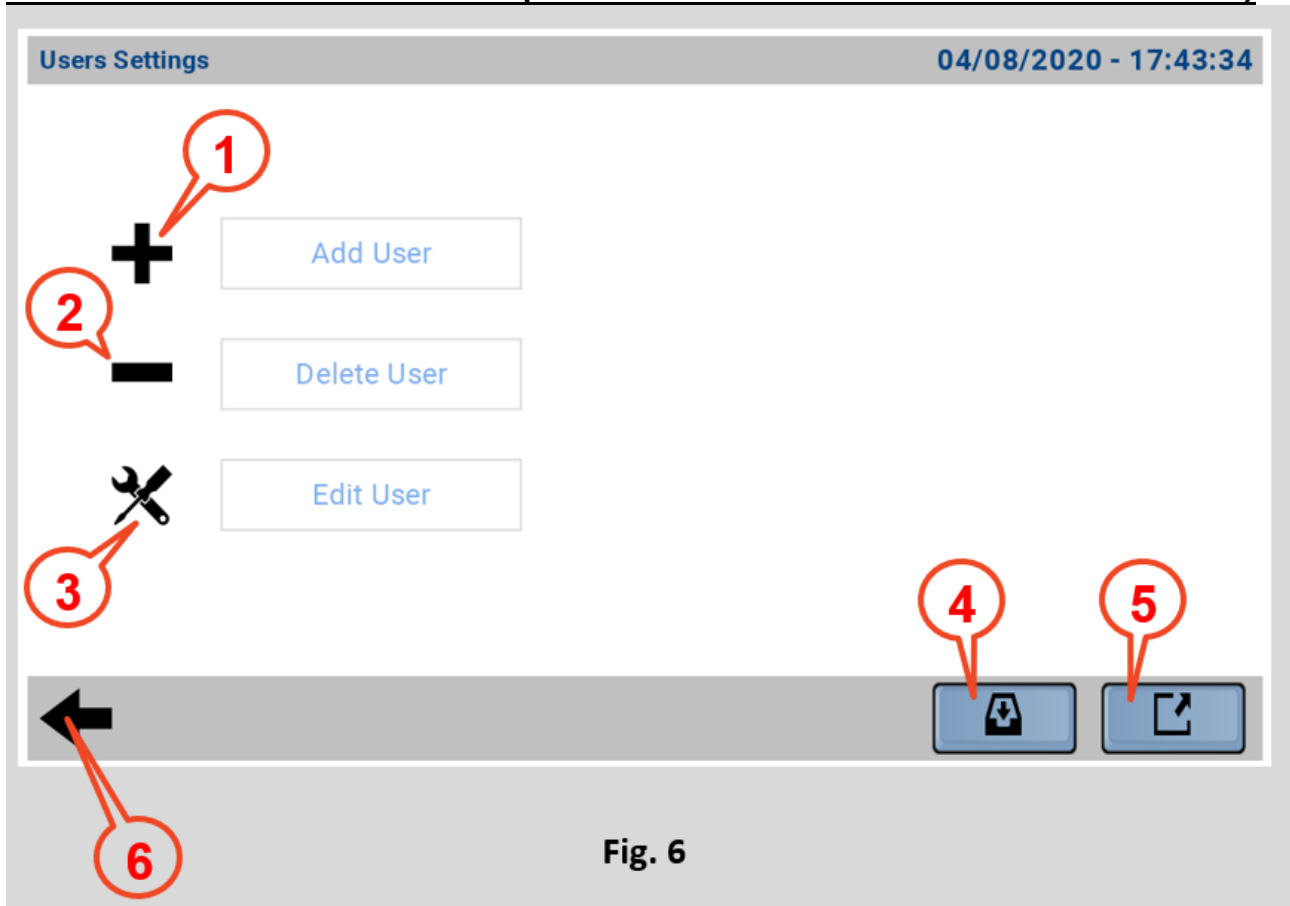 Users Settings 04/08/2020 - 17:43:34
1
Add User
2
Delete User
Edit User
3
4 5
6
Fig. 6